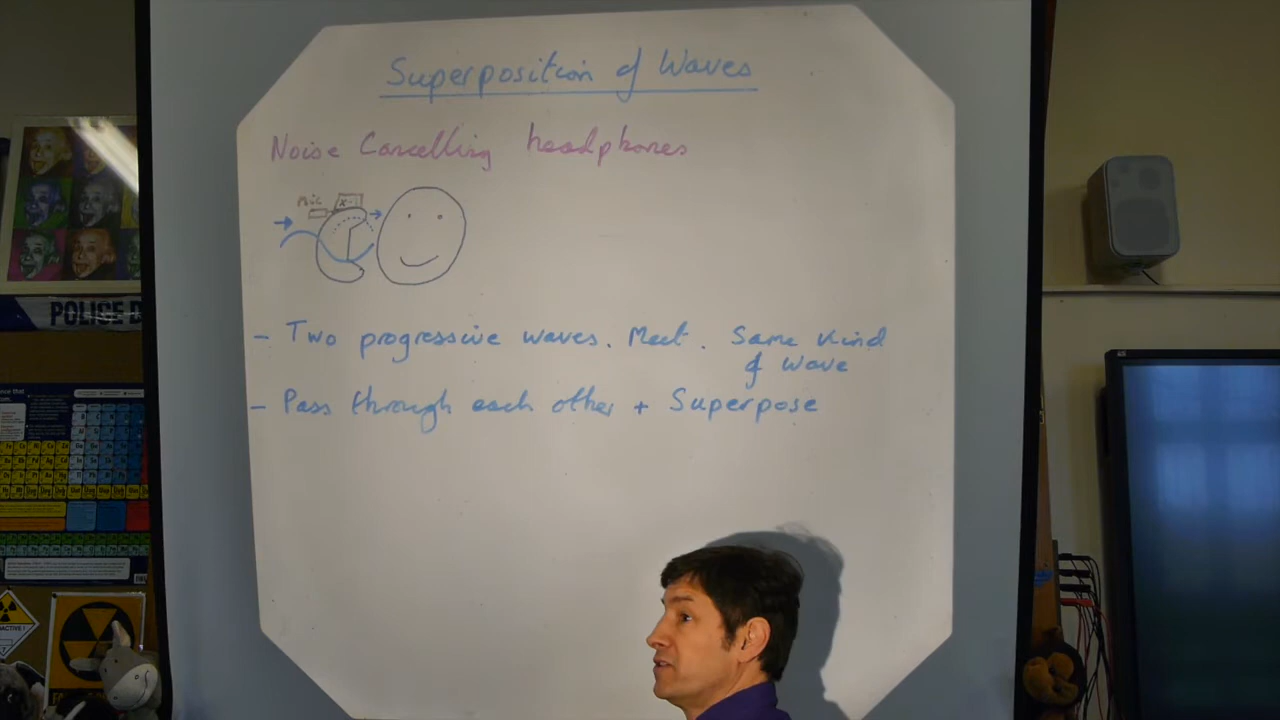 Superposition of Waves
Noise Cancelling headphones
Mic
x-1
- Two progressive waves. Meet. Same kind
of wave
- Pass through each other + Superpose
POLICE D